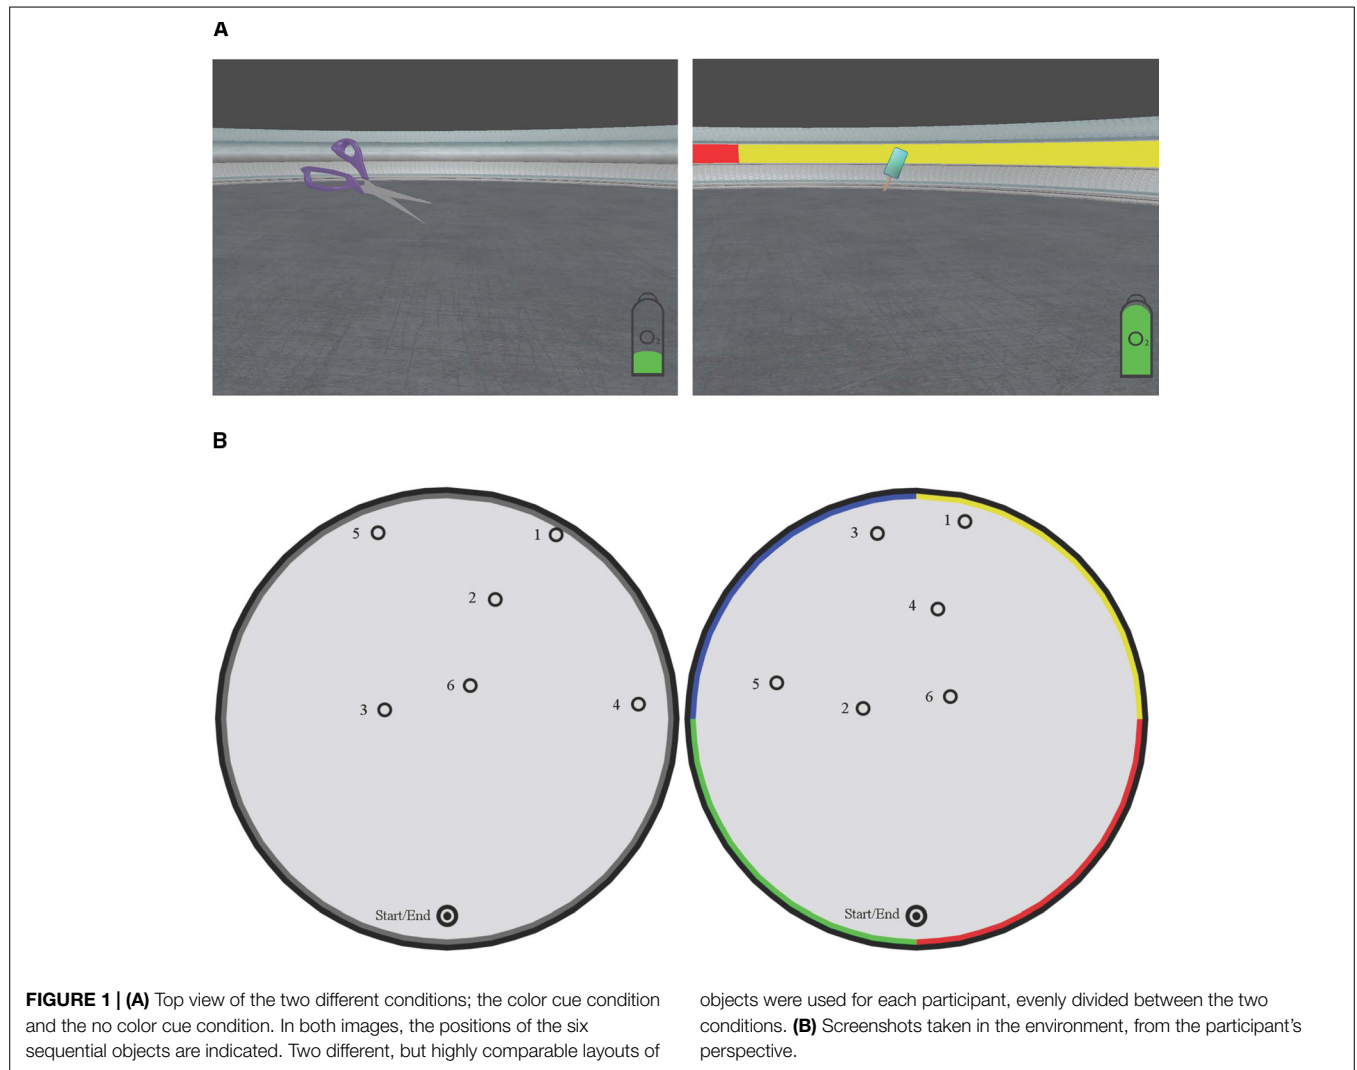 A
O2
O2
B
5
1
2
6
3
4
Start/End
3
1
4
5
2
6
Start/End
FIGURE 1 | (A) Top view of the two different conditions; the color cue condition
and the no color cue condition. In both images, the positions of the six
sequential objects are indicated. Two different, but highly comparable layouts of
objects were used for each participant, evenly divided between the two
conditions. (B) Screenshots taken in the environment, from the participant's
perspective.